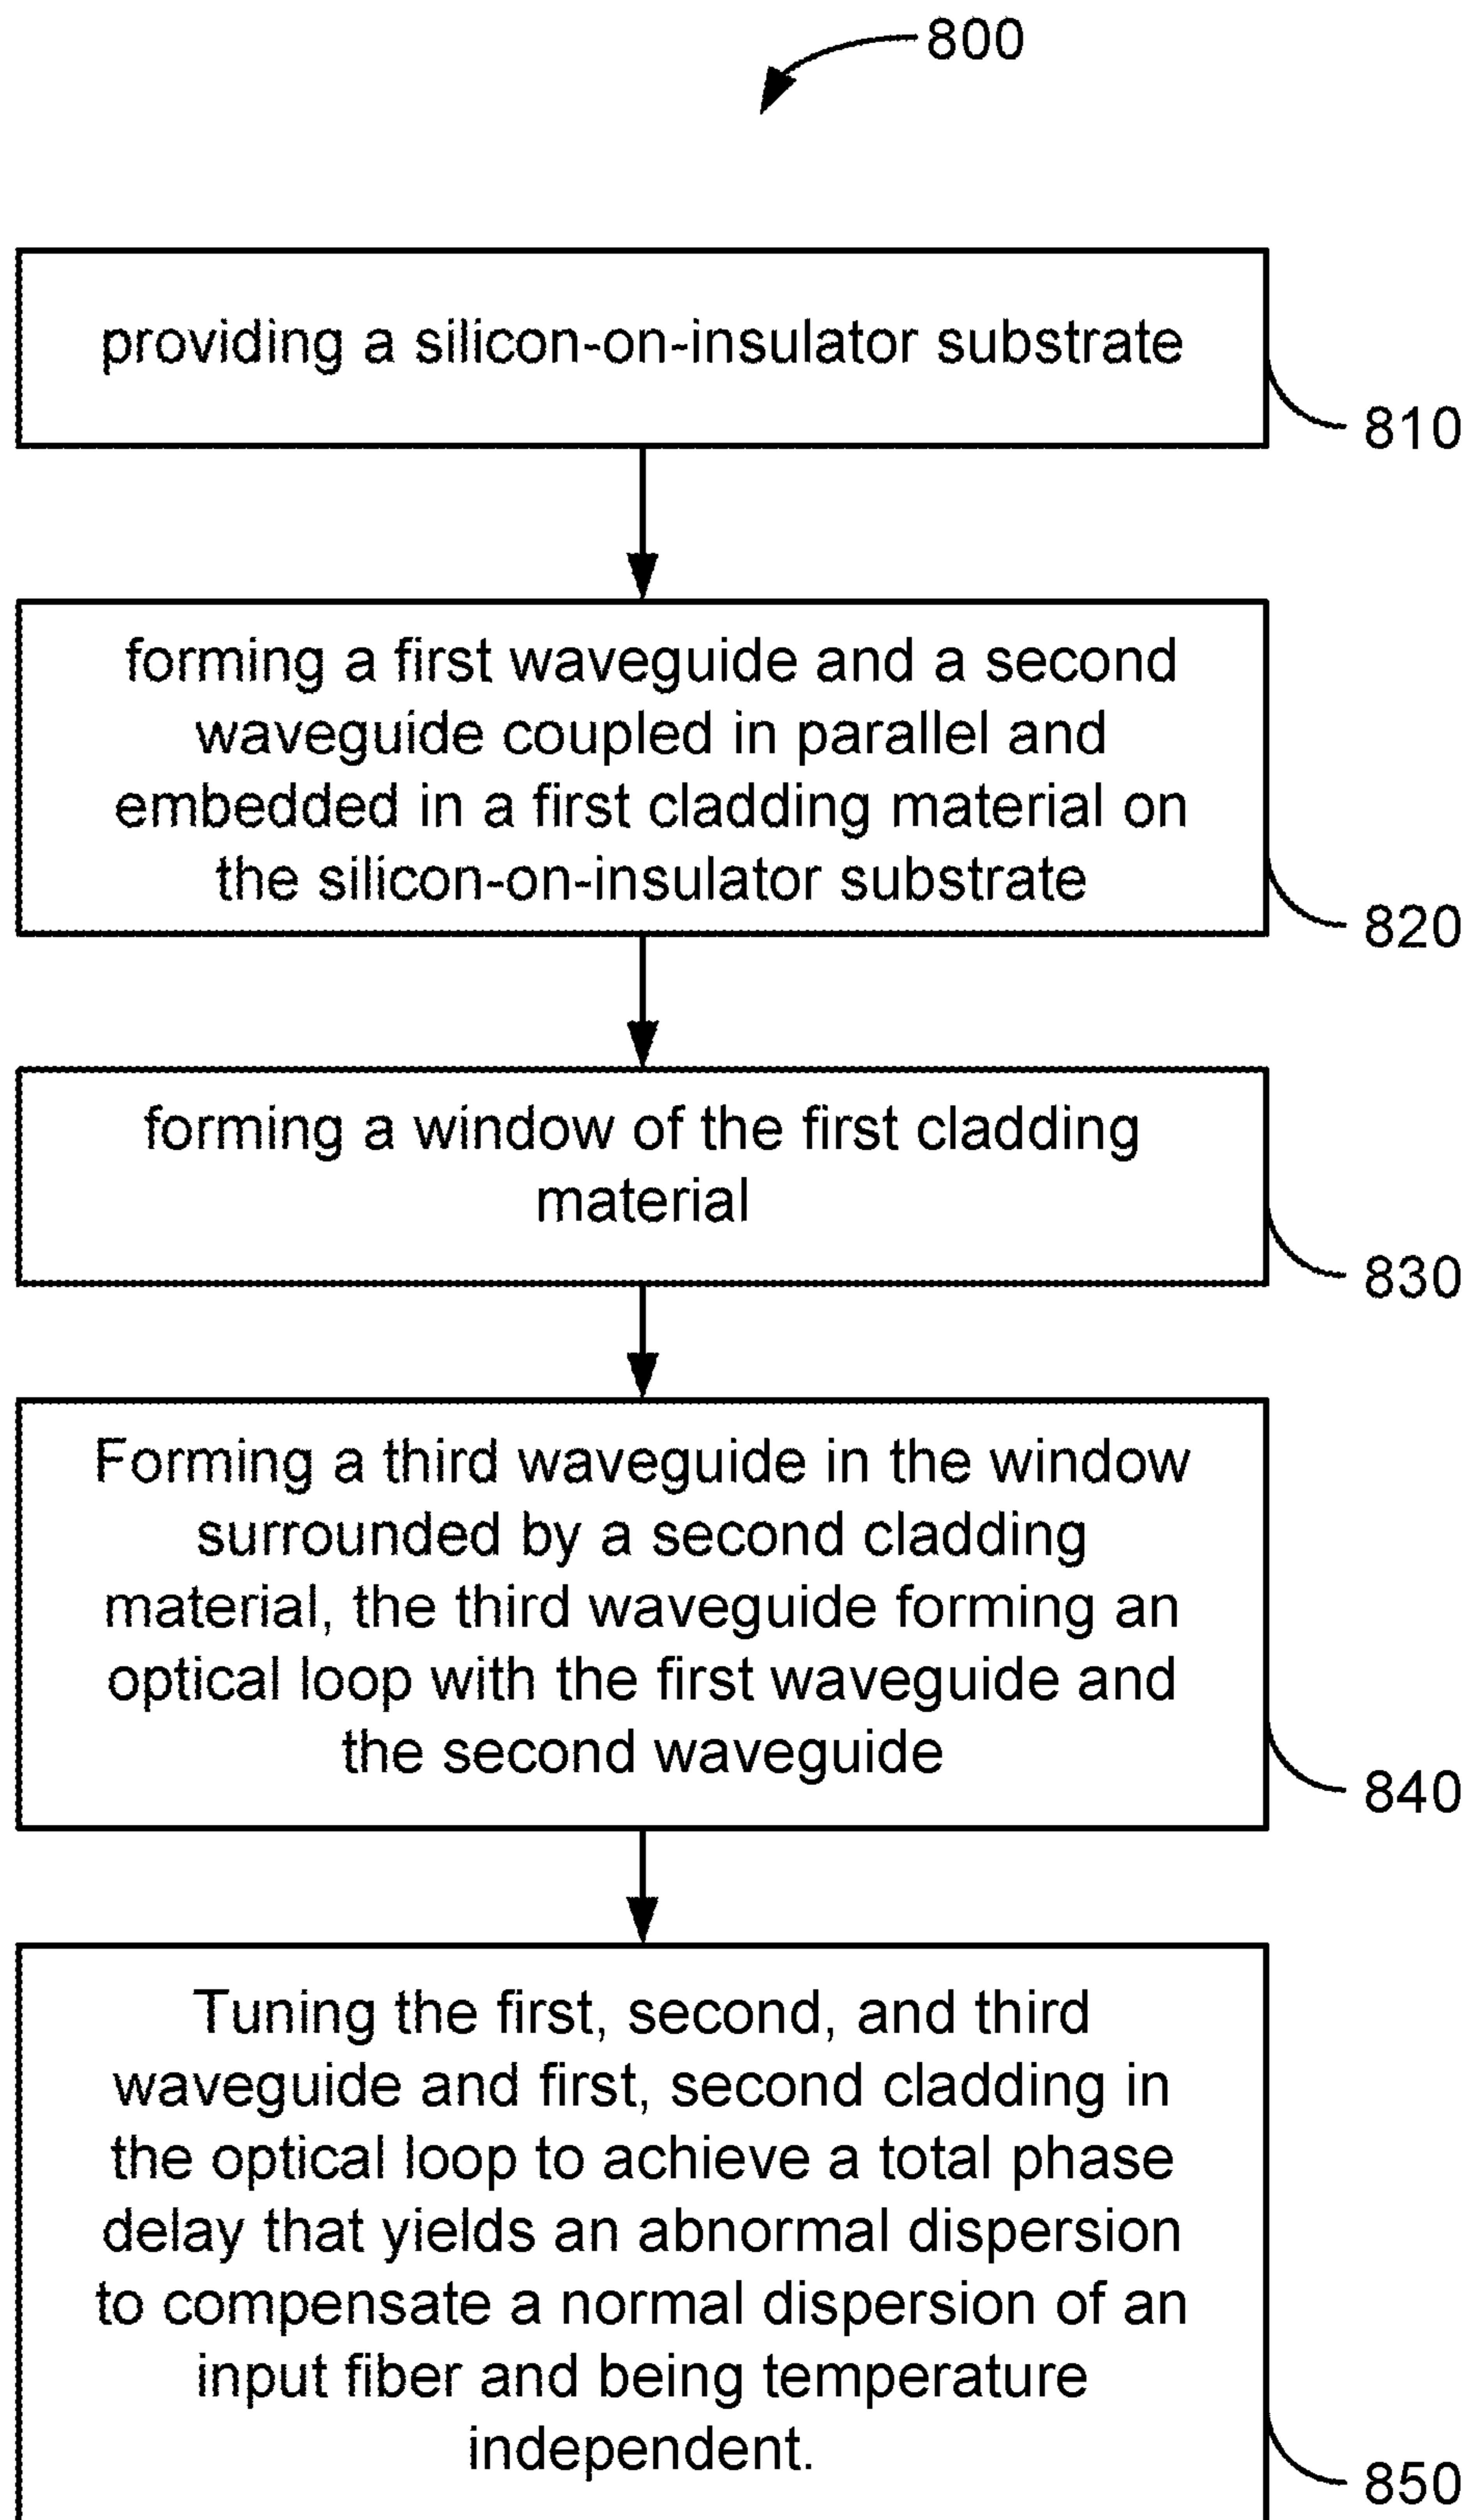 800
providing a silicon-on-insulator substrate
810
forming a first waveguide and a second
waveguide coupled in parallel and
embedded in a first cladding material on
the silicon-on-insulator substrate
820
forming a window of the first cladding
material
830
Forming a third waveguide in the window
surrounded by a second cladding
material, the third waveguide forming an
optical loop with the first waveguide and
the second waveguide
840
Tuning the first, second, and third
waveguide and first, second cladding in
the optical loop to achieve a total phase
delay that yields an abnormal dispersion
to compensate a normal dispersion of an
input fiber and being temperature
independent.
850